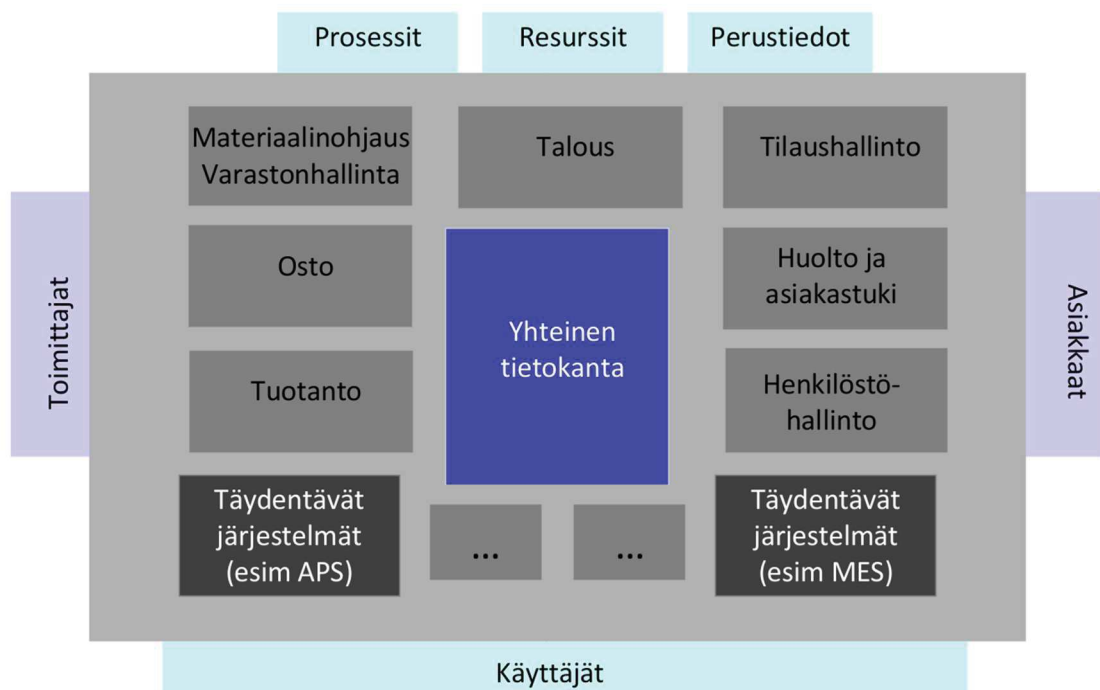 Prosessit
Resurssit
Perustiedot
Materiaalinohjaus
Varastonhallinta
Talous
Tilaushallinto
Toimittajat
Osto
Yhteinen
tietokanta
Huolto ja
asiakastuki
Asiakkaat
Tuotanto
Henkilöstö-
hallinto
Täydentävät
järjestelmät
(esim APS)
...
...
Täydentävät
järjestelmät
(esim MES)
Käyttäjät